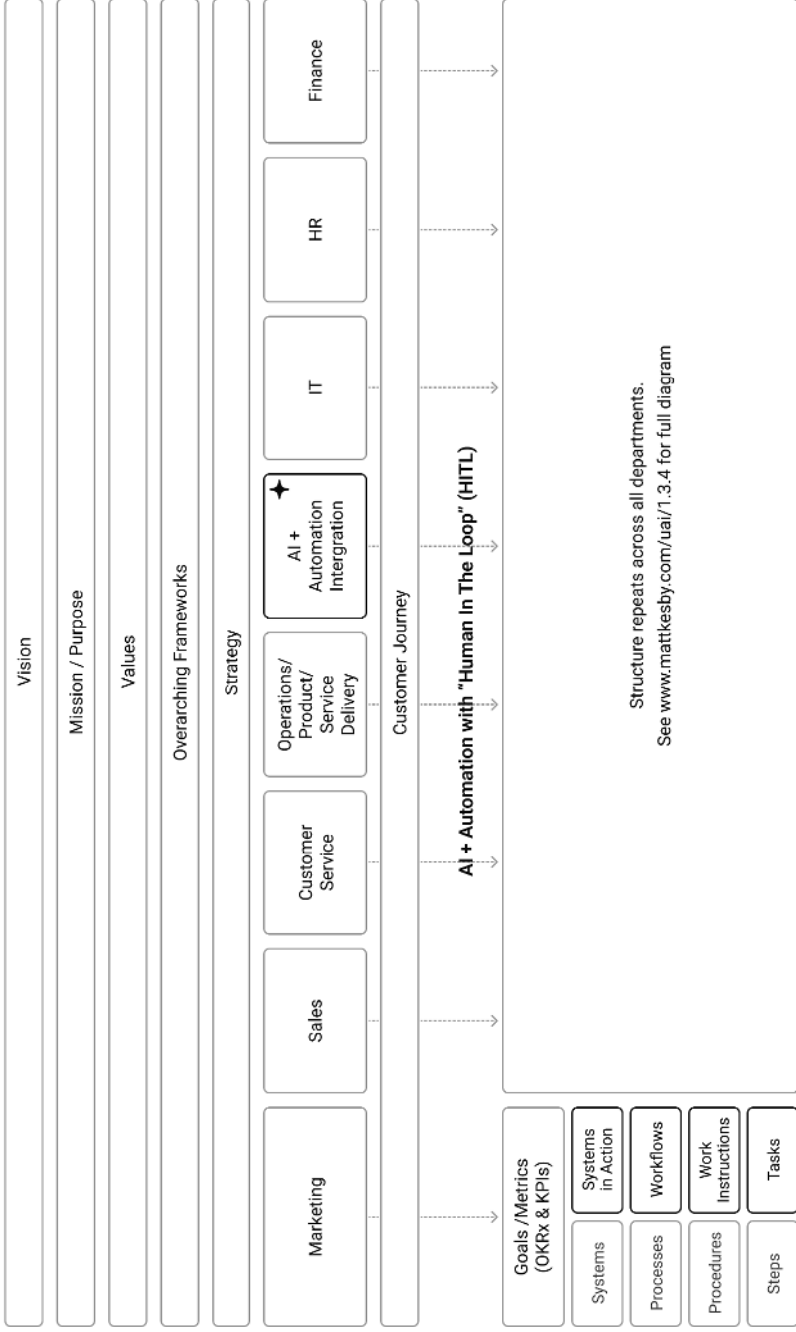 Vision
Mission / Purpose
Values
Overarching Frameworks
Strategy
Marketing
Sales
Customer
Service
Operations/
Product/
Service
Delivery
AI +
Automation
Intergration
IT
HR
Finance
Customer Journey
AI + Automation with "Human In The Loop" (HITL)
Goals /Metrics
(OKRx & KPIs)
Systems
Systems
in Action
Processes
Workflows
Procedures
Work
Instructions
Steps
Tasks
Structure repeats across all departments.
See www.mattkesby.com/uai/1.3.4 for full diagram